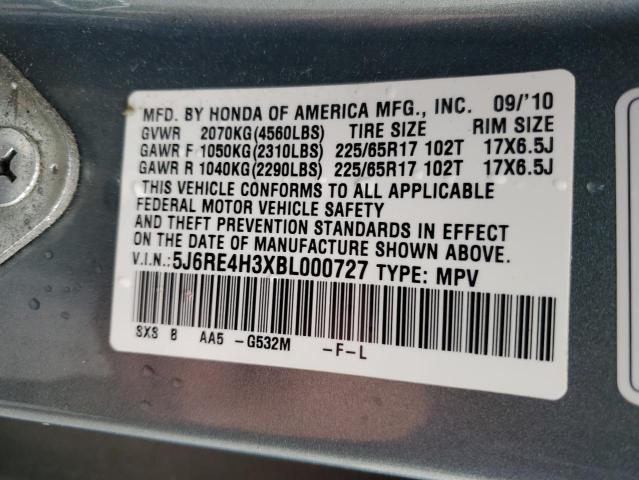 MFD. BY HONDA OF AMERICA MFG., INC. 09/'10
GVWR 2070KG(4560LBS) TIRE SIZE RIM SIZE
GAWR F 1050KG(2310LBS) 225/65R17 102T 17X6.5J
GAWR R 1040KG(2290LBS) 225/65R17 102T 17X6.5J
THIS VEHICLE CONFORMS TO ALL APPLICABLE
FEDERAL MOTOR VEHICLE SAFETY
AND THEFT PREVENTION STANDARDS IN EFFECT
ON THE DATE OF MANUFACTURE SHOWN ABOVE.
V.I.N.:5J6RE4H3XBL000727 TYPE: MPV
SXS B AA5 -G532M -F-L